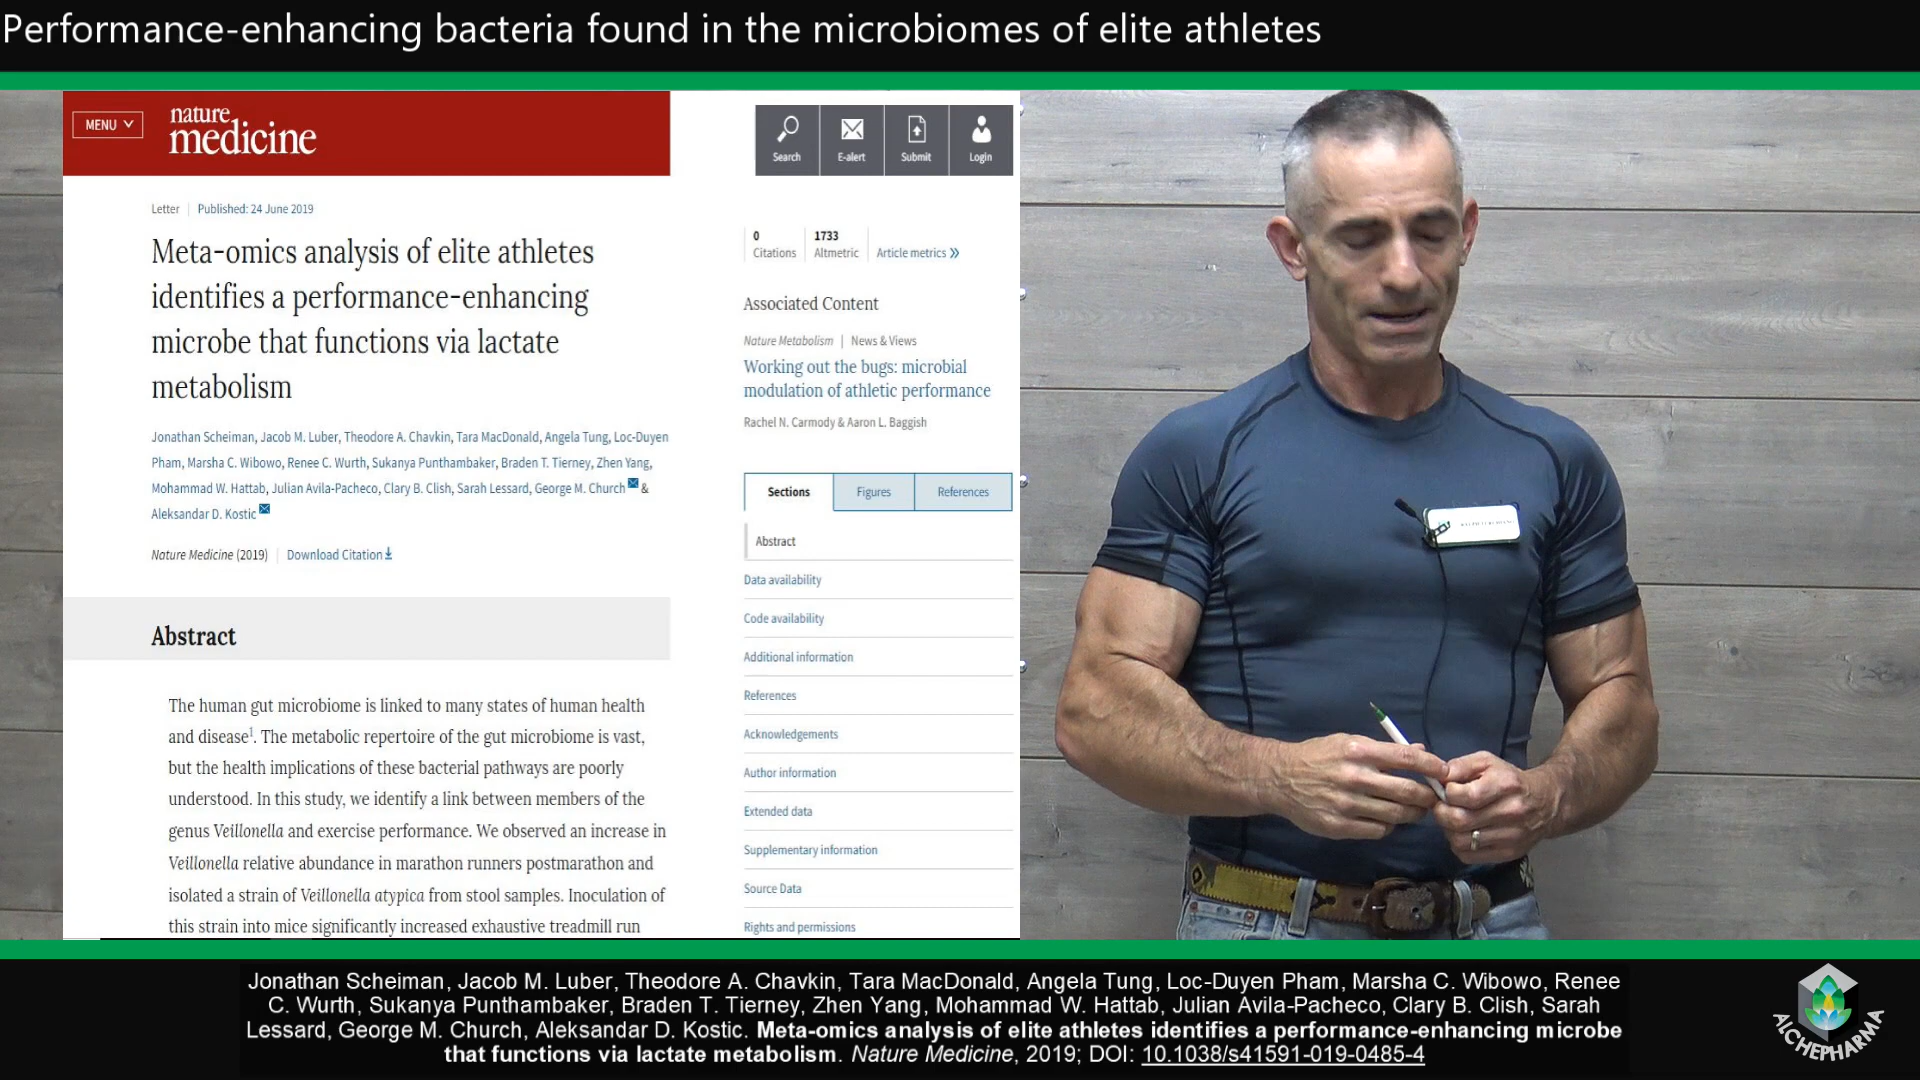 Performance-enhancing bacteria found in the microbiomes of elite athletes
MENU
nature
medicine
Search
E-alert
Submit
Login
Letter
Published: 24 June 2019
Meta-omics analysis of elite athletes
identifies a performance-enhancing
microbe that functions via lactate
metabolism
Jonathan Scheiman, Jacob M. Luber, Theodore A. Chavkin, Tara MacDonald, Angela Tung, Loc-Duyen
Pham, Marsha C. Wibowo, Renee C. Wurth, Sukanya Punthambaker, Braden T. Tierney, Zhen Yang,
Mohammad W. Hattab, Julian Avila-Pacheco, Clary B. Clish, Sarah Lessard, George M. Church &
Aleksandar D. Kostic
Nature Medicine (2019)
Download Citation
Abstract
The human gut microbiome is linked to many states of human health
and disease1. The metabolic repertoire of the gut microbiome is vast,
but the health implications of these bacterial pathways are poorly
understood. In this study, we identify a link between members of the
genus Veillonella and exercise performance. We observed an increase in
Veillonella relative abundance in marathon runners postmarathon and
isolated a strain of Veillonella atypica from stool samples. Inoculation of
this strain into mice significantly increased exhaustive treadmill run
0 1733
Citations Altmetric Article metrics »
Associated Content
Nature Metabolism | News & Views
Working out the bugs: microbial
modulation of athletic performance
Rachel N. Carmody & Aaron L. Baggish
Sections Figures References
Abstract
Data availability
Code availability
Additional information
References
Acknowledgements
Author information
Extended data
Supplementary information
Source Data
Rights and permissions
Jonathan Scheiman, Jacob M. Luber, Theodore A. Chavkin, Tara MacDonald, Angela Tung, Loc-Duyen Pham, Marsha C. Wibowo, Renee
C. Wurth, Sukanya Punthambaker, Braden T. Tierney, Zhen Yang, Mohammad W. Hattab, Julian Avila-Pacheco, Clary B. Clish, Sarah
Lessard, George M. Church, Aleksandar D. Kostic. Meta-omics analysis of elite athletes identifies a performance-enhancing microbe
that functions via lactate metabolism. Nature Medicine, 2019; DOI: 10.1038/s41591-019-0485-4
ALCHEPHARMA